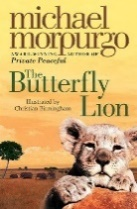 michael
morpurgo
AWARD-WINNING AUTHOR OF
Private Peaceful
The
Butterfly
Lion
Illustrated by
Christian Birmingham